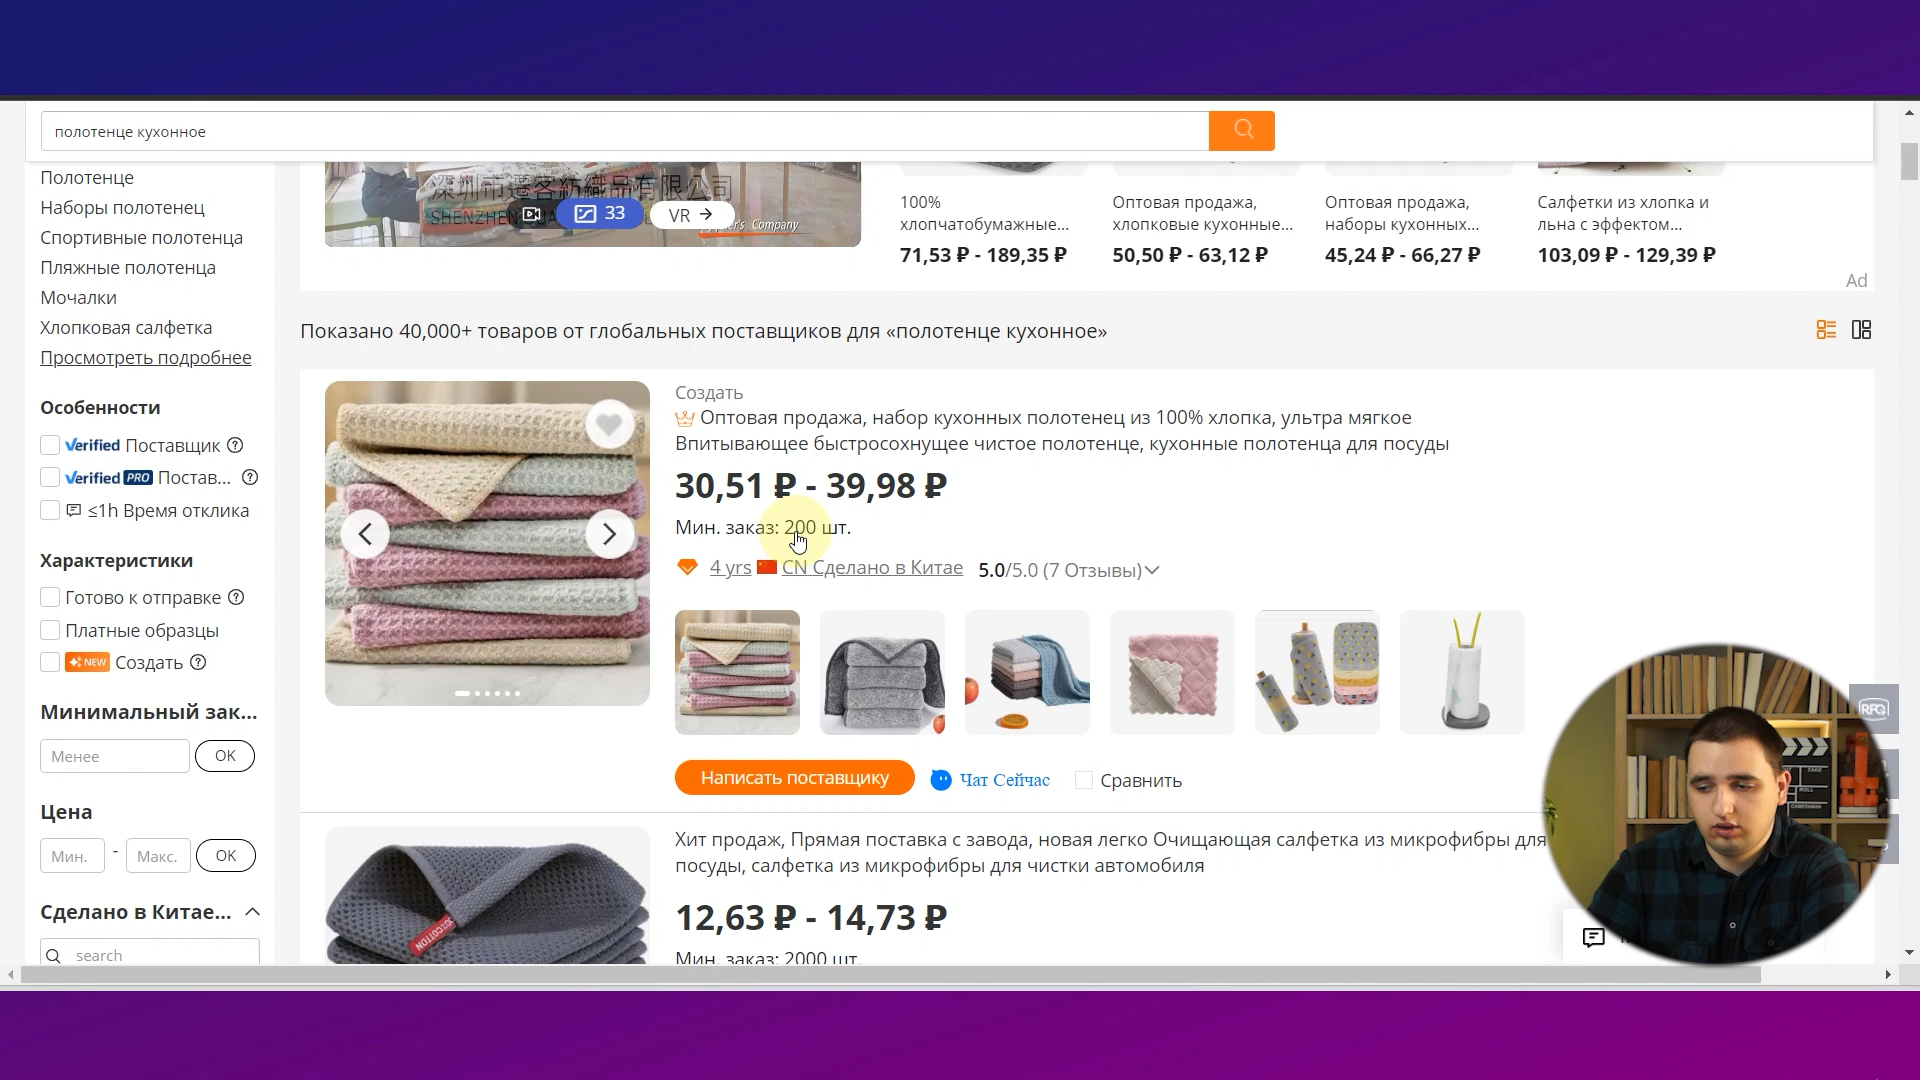 полотенце кухонное
Полотенце
Наборы полотенец
Спортивные полотенца
Пляжные полотенца
Мочалки
Хлопковая салфетка
Просмотреть подробнее
Особенности
Verified Поставщик
Verified PRO Постав...
≤1h Время отклика
Характеристики
Готово к отправке
Платные образцы
NEW Создать
Минимальный зак...
Менее
OK
Цена
Мин. - Макс. OK
Сделано в Китае...
search
SHENZHEN
33
VR →
Company
100%
хлопчатобумажные...
71,53 ₽ - 189,35 ₽
Оптовая продажа,
хлопковые кухонные...
50,50 ₽ - 63,12 ₽
Оптовая продажа,
наборы кухонных...
45,24 ₽ - 66,27 ₽
Салфетки из хлопка и
льна с эффектом...
103,09 ₽ - 129,39 ₽
Ad
Показано 40,000+ товаров от глобальных поставщиков для «полотенце кухонное»
Создать
Оптовая продажа, набор кухонных полотенец из 100% хлопка, ультра мягкое
Впитывающее быстросохнущее чистое полотенце, кухонные полотенца для посуды
30,51 ₽ - 39,98 ₽
Мин. заказ: 200 шт.
4 yrs CN Сделано в Китае 5.0/5.0 (7 Отзывы)
Написать поставщику
Чат Сейчас
Сравнить
Хит продаж, Прямая поставка с завода, новая легко Очищающая салфетка из микрофибры для
посуды, салфетка из микрофибры для чистки автомобиля
12,63 ₽ - 14,73 ₽
Мин. заказ: 2000 шт.
COTTON
RFQ